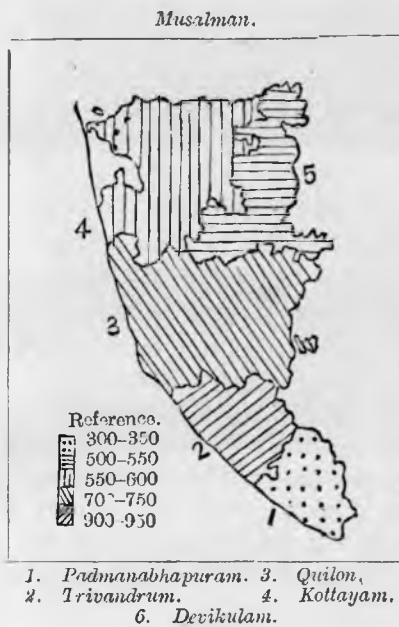 Musalman.
5
4
3
Reference.
300–350
500–550
550–600
700–750
900–950
2
1
1. Padmanabhapuram. 3. Quilon,
2. Trivandrum. 4. Kottayam.
6. Devikulam.